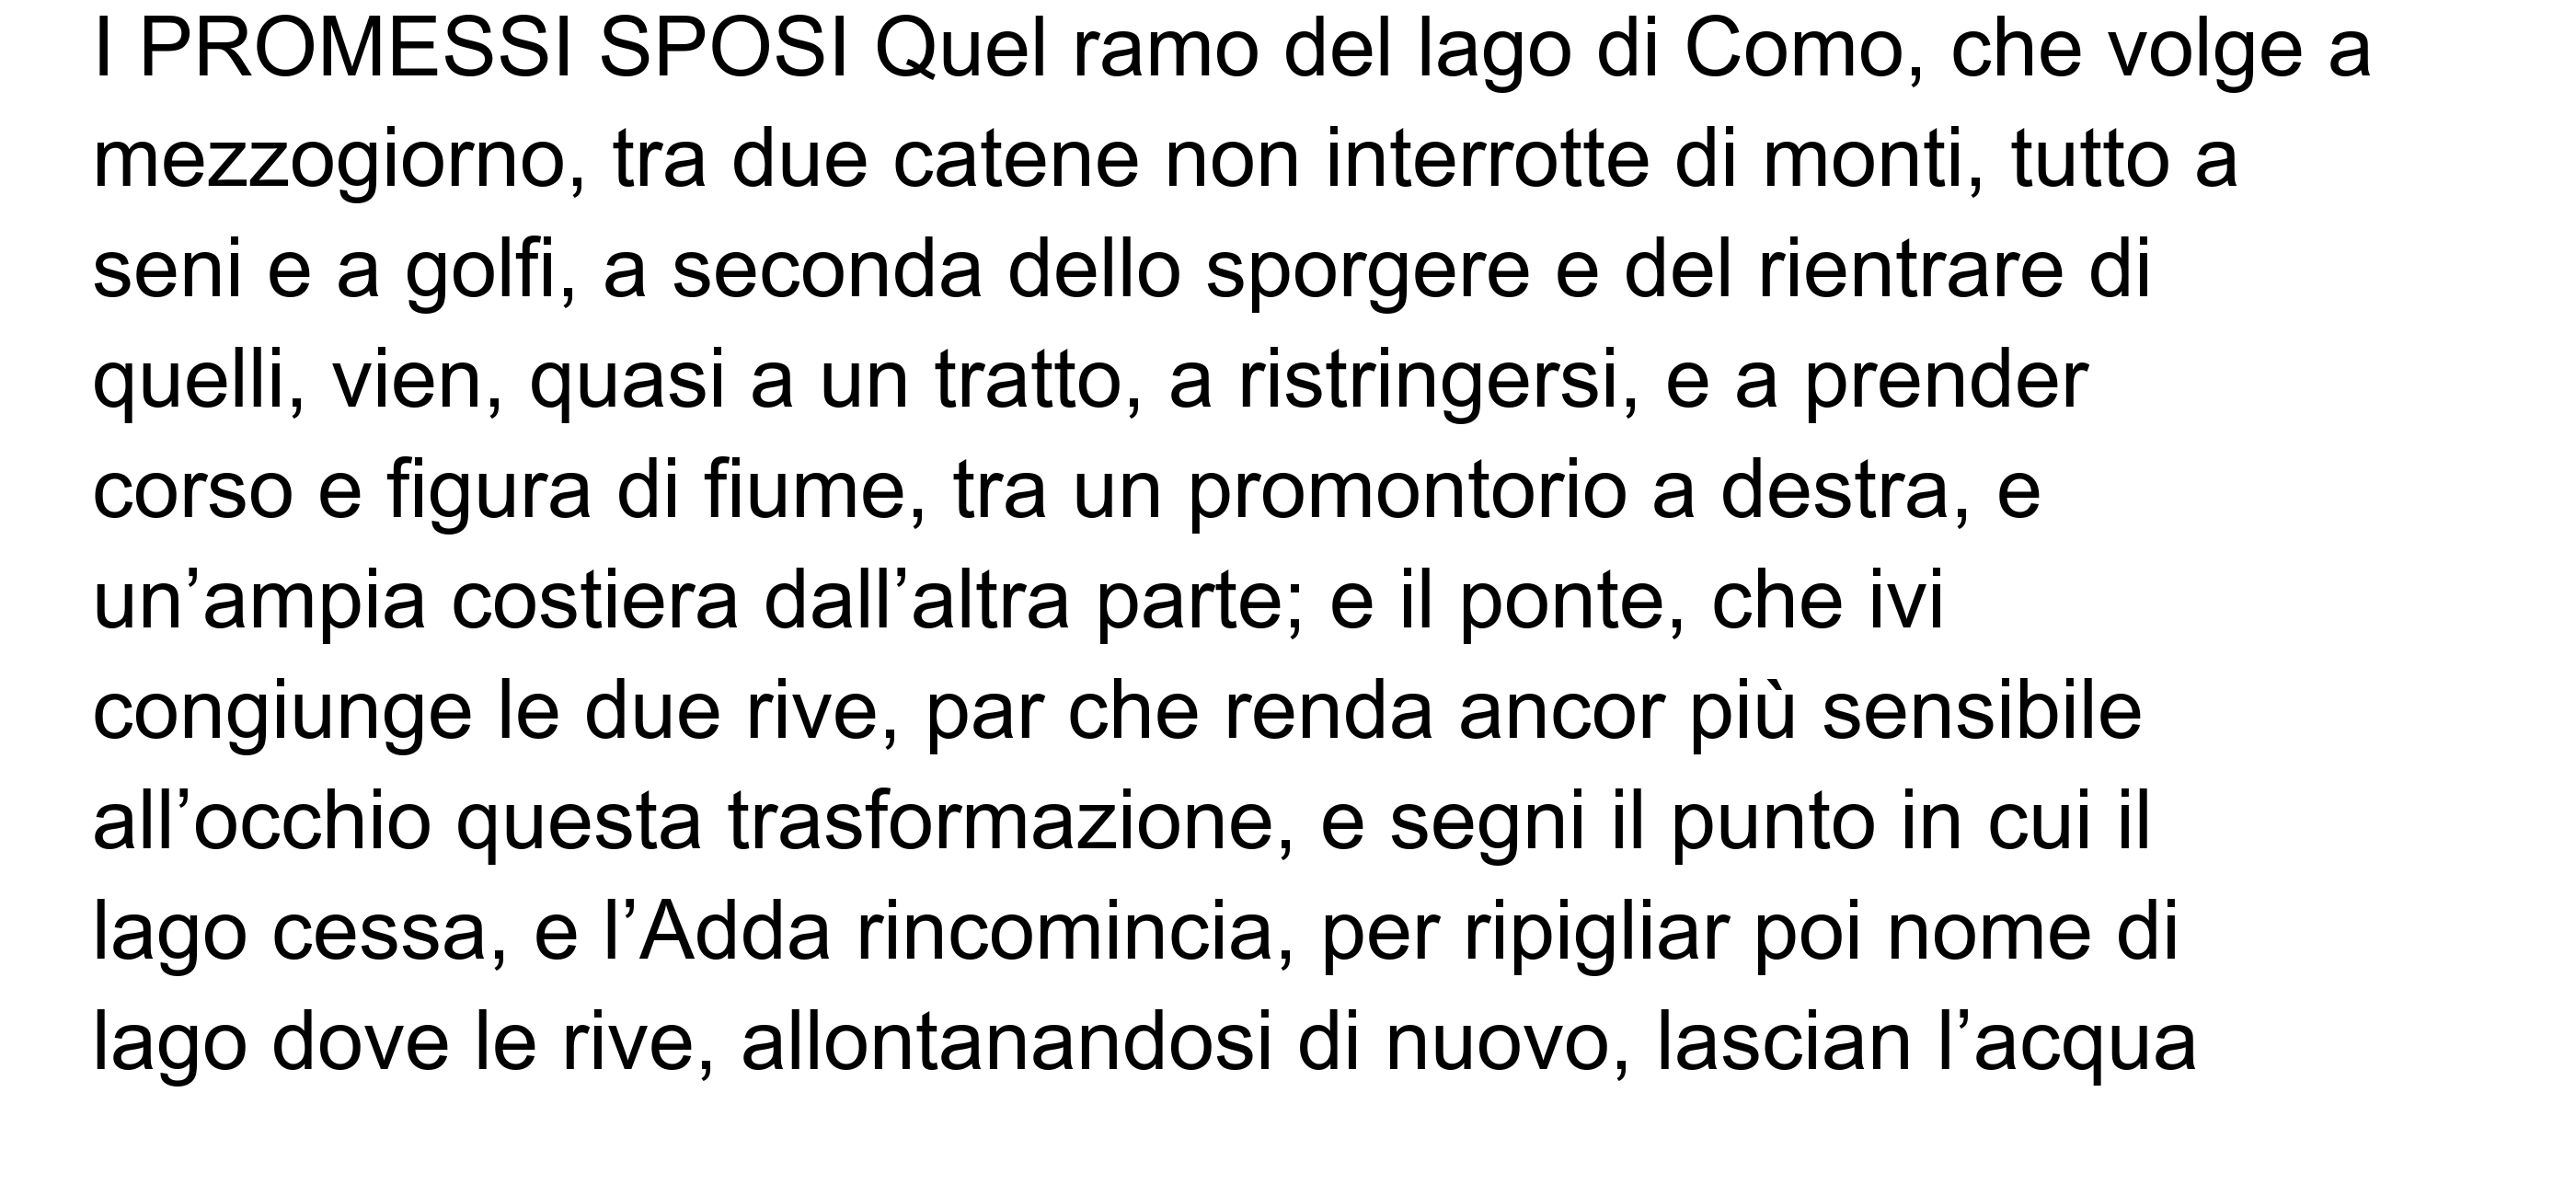 I PROMESSI SPOSI Quel ramo del lago di Como, che volge a
mezzogiorno, tra due catene non interrotte di monti, tutto a
seni e a golfi, a seconda dello sporgere e del rientrare di
quelli, vien, quasi a un tratto, a ristringersi, e a prender
corso e figura di fiume, tra un promontorio a destra, e
un’ampia costiera dall’altra parte; e il ponte, che ivi
congiunge le due rive, par che renda ancor più sensibile
all’occhio questa trasformazione, e segni il punto in cui il
lago cessa, e l’Adda rincomincia, per ripigliar poi nome di
lago dove le rive, allontanandosi di nuovo, lascian l’acqua